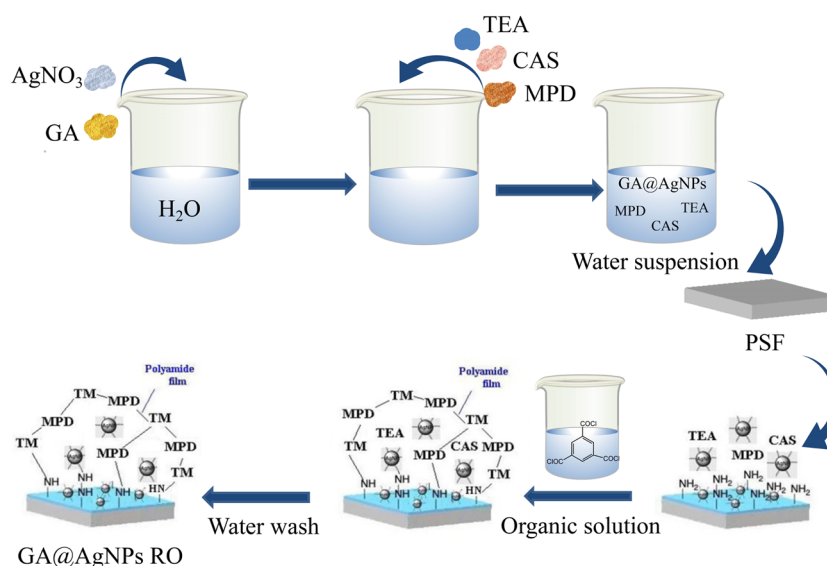 TEA
AgNO3
CAS
MPD
GA
H2O
GA@AgNPs
MPD
TEA
CAS
Water suspension
PSF
Polyamide
film
TM
MPD
TM
MPD
MPD
TM
TM
NH
NH
NH
NH
HN
GA@AgNPs RO
Water wash
Polyamide
film
TM
MPD
MPD
TM
TEA
TM
MPD
CAS
MPD
TM
NH
NH
NH
NH
HN
COCl
ClOC
COCl
Organic solution
TEA
MPD
CAS
NH2
NH2
NH2
NH2
NH2
NH2